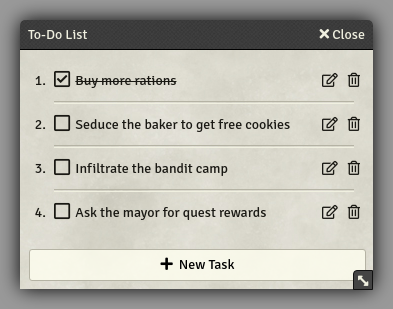 To-Do List
Close
1. Buy more rations
2. Seduce the baker to get free cookies
3. Infiltrate the bandit camp
4. Ask the mayor for quest rewards
New Task